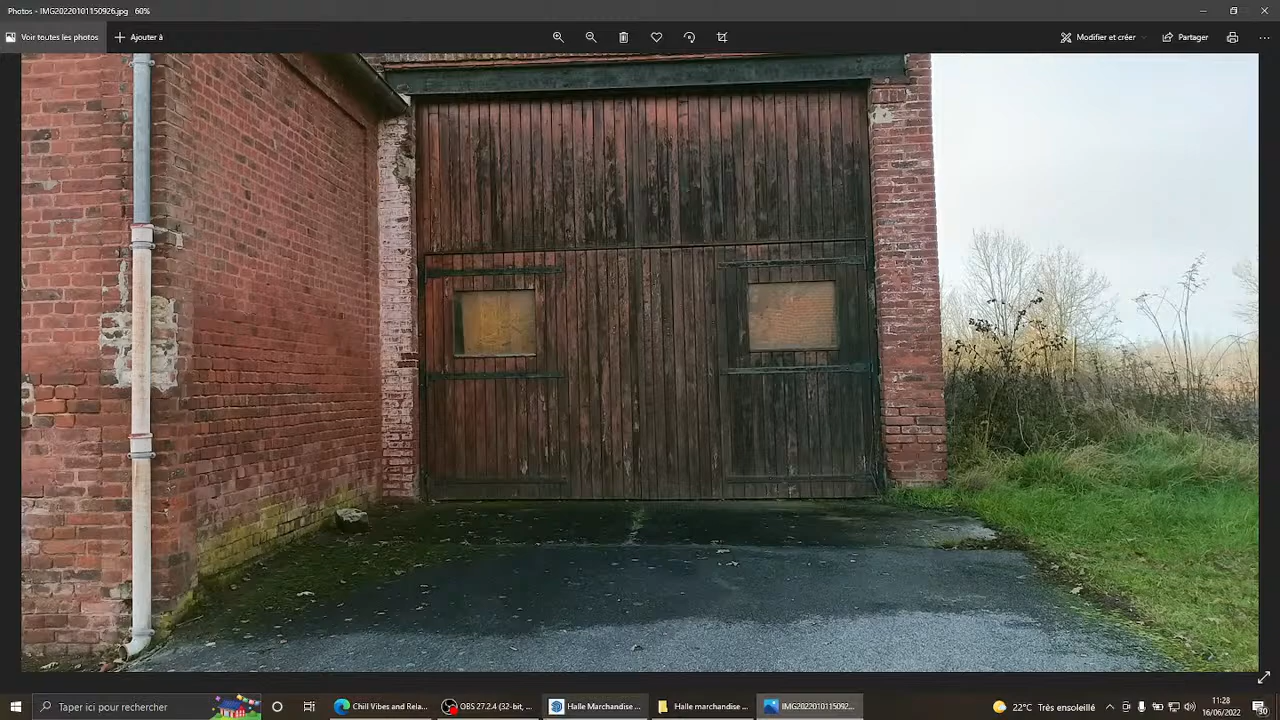 Photos - IMG20220101150926.jpg 60%
Voir toutes les photos
Ajouter à
Modifier et créer
Partager
Taper ici pour rechercher
Chill Vibes and Rela...
OBS 27.2.4 (32-bit, ...
Halle Marchandise ...
Halle marchandise ...
IMG2022010115092...
22°C Très ensoleillé
11:28
16/06/2022